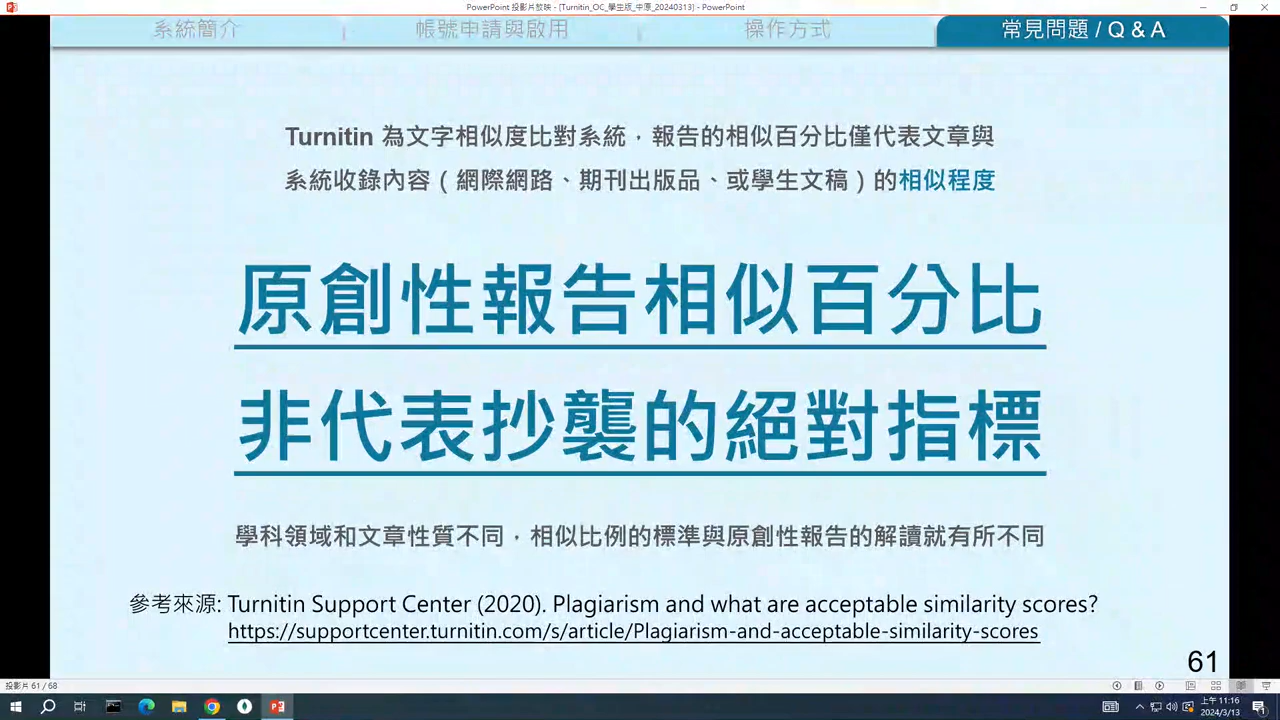 PowerPoint 投影片放映 - [Turnitin_OC_學生版_中原_20240313] - PowerPoint
系統簡介 | 帳號申請與啟用 | 操作方式 常見問題 / Q & A
Turnitin 為文字相似度比對系統，報告的相似百分比僅代表文章與
系統收錄內容（網際網路、期刊出版品、或學生文稿）的相似程度
原創性報告相似百分比
非代表抄襲的絕對指標
學科領域和文章性質不同，相似比例的標準與原創性報告的解讀就有所不同
參考來源: Turnitin Support Center (2020). Plagiarism and what are acceptable similarity scores?
https://supportcenter.turnitin.com/s/article/Plagiarism-and-acceptable-similarity-scores
61
投影片 61 / 68
上午 11:16
2024/3/13